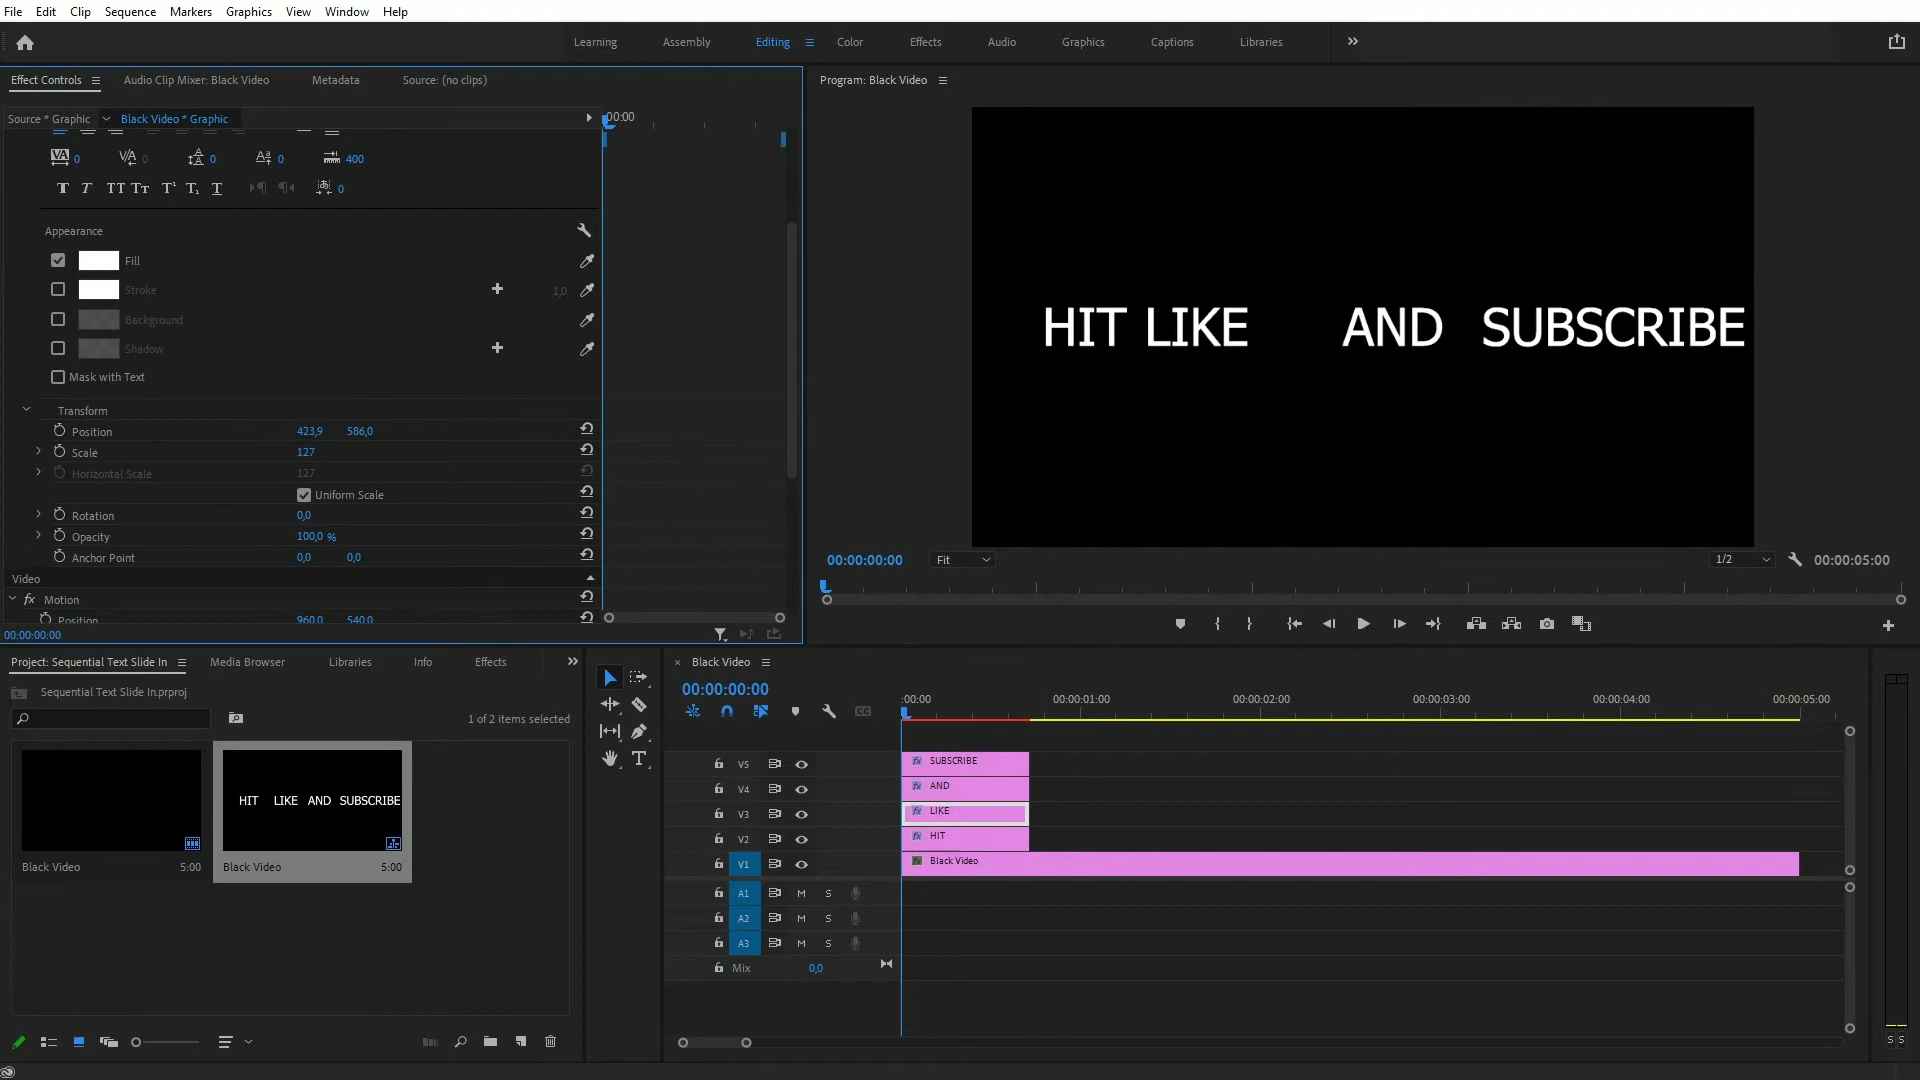 File Edit Clip Sequence Markers Graphics View Window Help
Learning Assembly Editing Color Effects Audio Graphics Captions Libraries
Effect Controls Audio Clip Mixer: Black Video Metadata Source: (no clips)
Program: Black Video
Source * Graphic Black Video * Graphic
:00:00
0 0 0 0 400
0
Appearance
Fill
Stroke 1,0
Background
Shadow
Mask with Text
Transform
Position 423,9 586,0
Scale 127
Horizontal Scale 127
Uniform Scale
Rotation 0,0
Opacity 100,0 %
Anchor Point 0,0 0,0
Video
fx Motion
Position 960,0 540,0
00:00:00:00
HIT LIKE AND SUBSCRIBE
00:00:00:00 Fit 1/2 00:00:05:00
Project: Sequential Text Slide In Media Browser Libraries Info Effects
Sequential Text Slide In.prproj
1 of 2 items selected
HIT LIKE AND SUBSCRIBE
Black Video 5:00
Black Video 5:00
Black Video
00:00:00:00
:00:00 00:00:01:00 00:00:02:00 00:00:03:00 00:00:04:00 00:00:05:00
V5 fx SUBSCRIBE
V4 fx AND
V3 fx LIKE
V2 fx HIT
V1 fx Black Video
A1 M S
A2 M S
A3 M S
Mix 0,0
S S